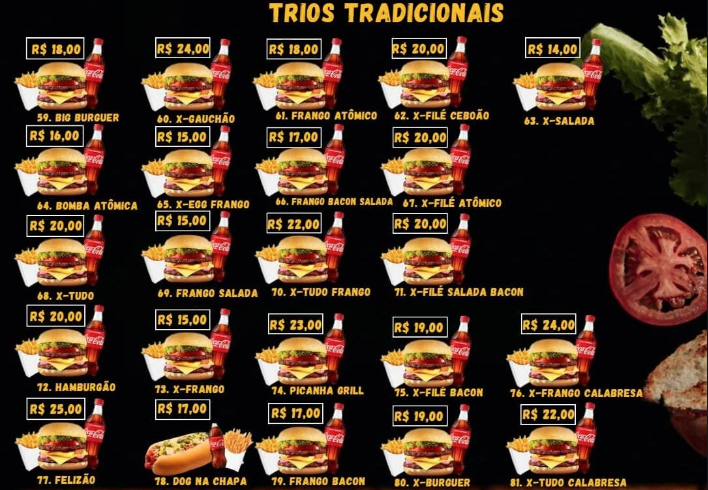 TRIOS TRADICIONAIS
R$ 18,00
59. BIG BURGUER
R$ 24,00
60. X-GAUCHÃO
R$ 18,00
61. FRANGO ATÔMICO
R$ 20,00
62. X-FILÉ CEBOÃO
R$ 14,00
63. X-SALADA
R$ 16,00
64. BOMBA ATÔMICA
R$ 15,00
65. X-EGG FRANGO
R$ 17,00
66. FRANGO BACON SALADA
R$ 20,00
67. X-FILÉ ATÔMICO
R$ 20,00
68. X-TUDO
R$ 15,00
69. FRANGO SALADA
R$ 22,00
70. X-TUDO FRANGO
R$ 20,00
71. X-FILÉ SALADA BACON
R$ 20,00
72. HAMBURGÃO
R$ 15,00
73. X-FRANGO
R$ 23,00
74. PICANHA GRILL
R$ 19,00
75. X-FILÉ BACON
R$ 24,00
76. X-FRANGO CALABRESA
R$ 25,00
77. FELIZÃO
R$ 17,00
78. DOG NA CHAPA
R$ 17,00
79. FRANGO BACON
R$ 19,00
80. X-BURGUER
R$ 22,00
81. X-TUDO CALABRESA